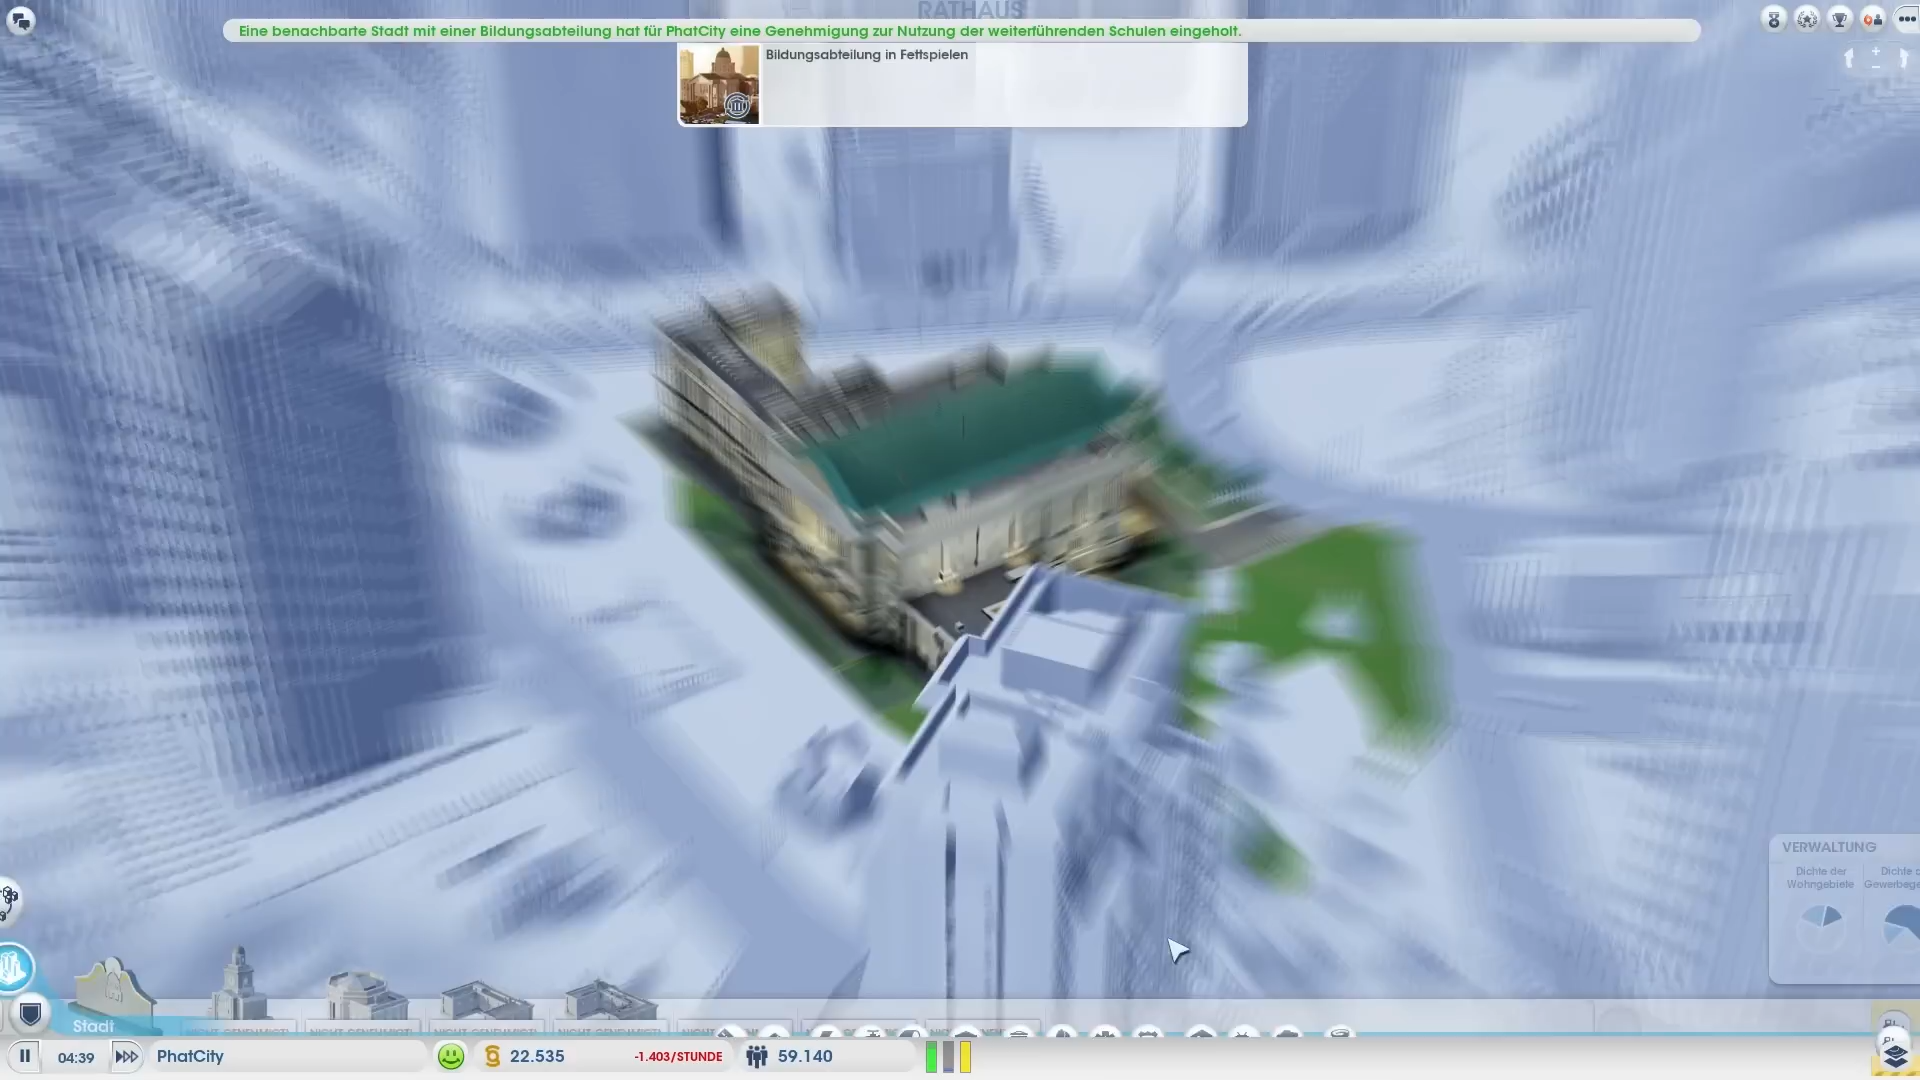 RATHAUS
Eine benachbarte Stadt mit einer Bildungsabteilung hat für PhatCity eine Genehmigung zur Nutzung der weiterführenden Schulen eingeholt.
Bildungsabteilung in Fettspielen
VERWALTUNG
Dichte der
Wohngebiete
Stadt
04:39
PhatCity
22.535
-1.403/STUNDE
59.140